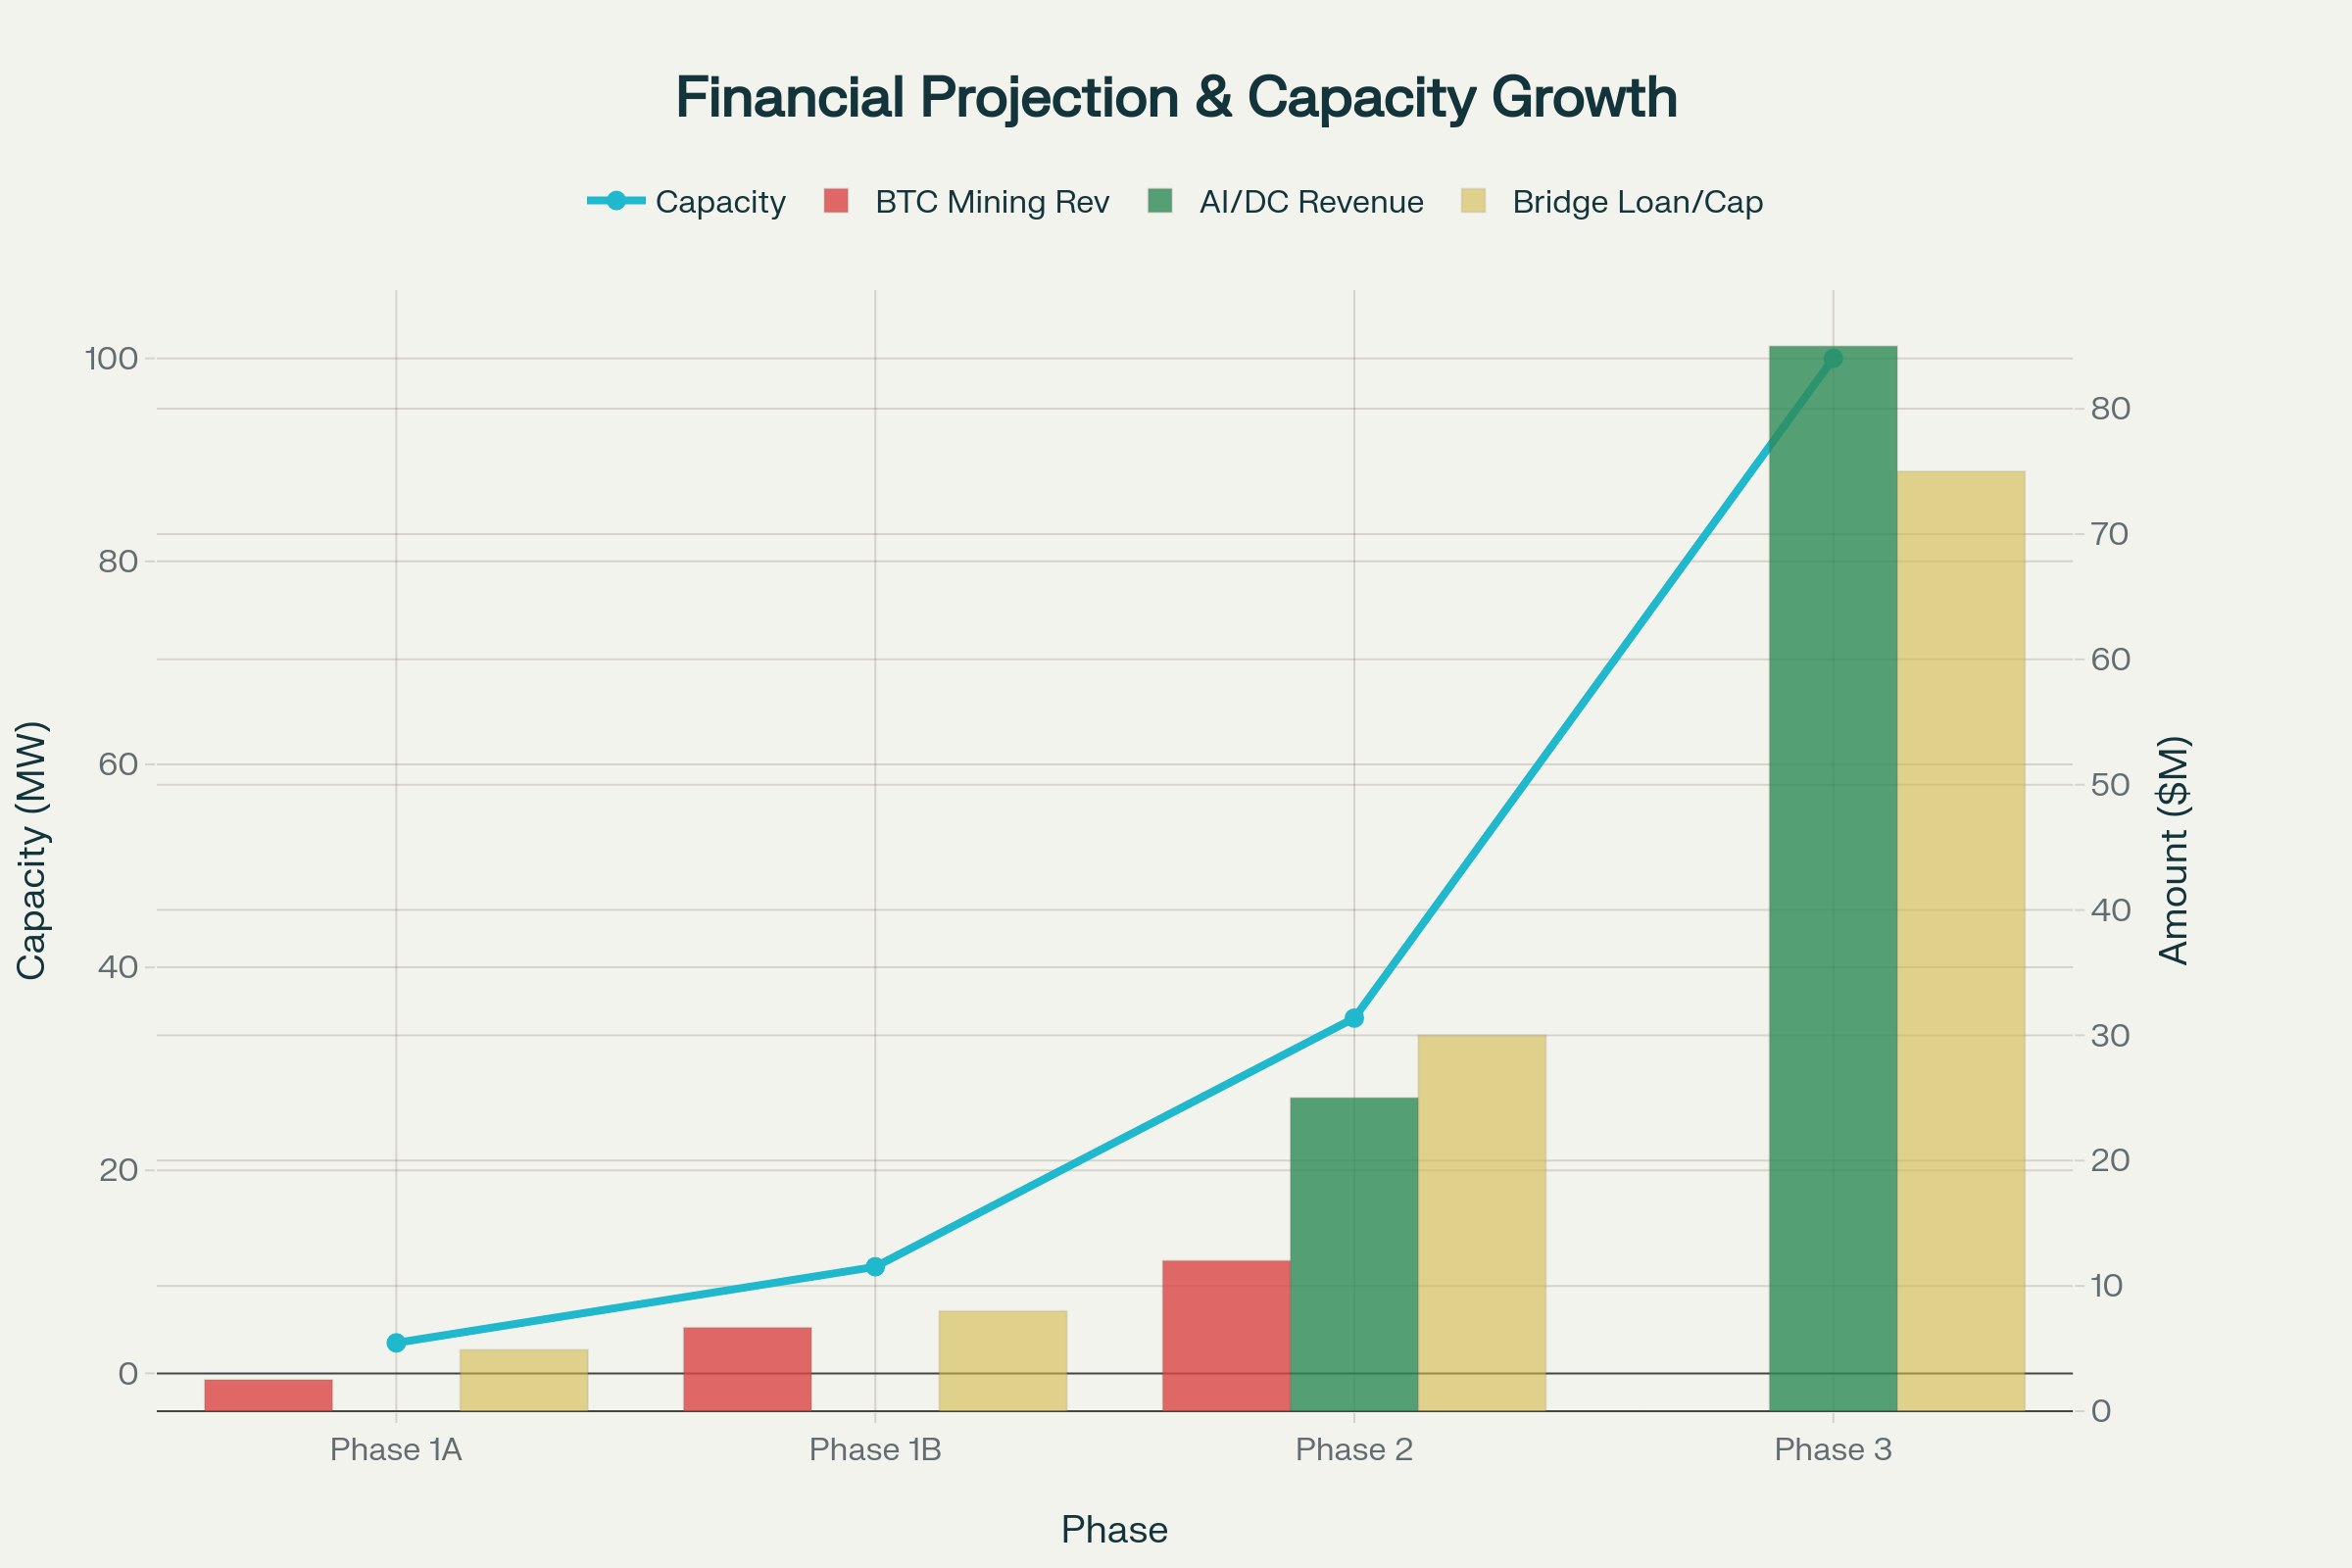 Financial Projection & Capacity Growth
Capacity BTC Mining Rev AI/DC Revenue Bridge Loan/Cap
Capacity (MW)
100
80
60
40
20
0
80
70
60
50
40
30
20
10
0
Amount ($M)
Phase 1A Phase 1B Phase 2 Phase 3
Phase